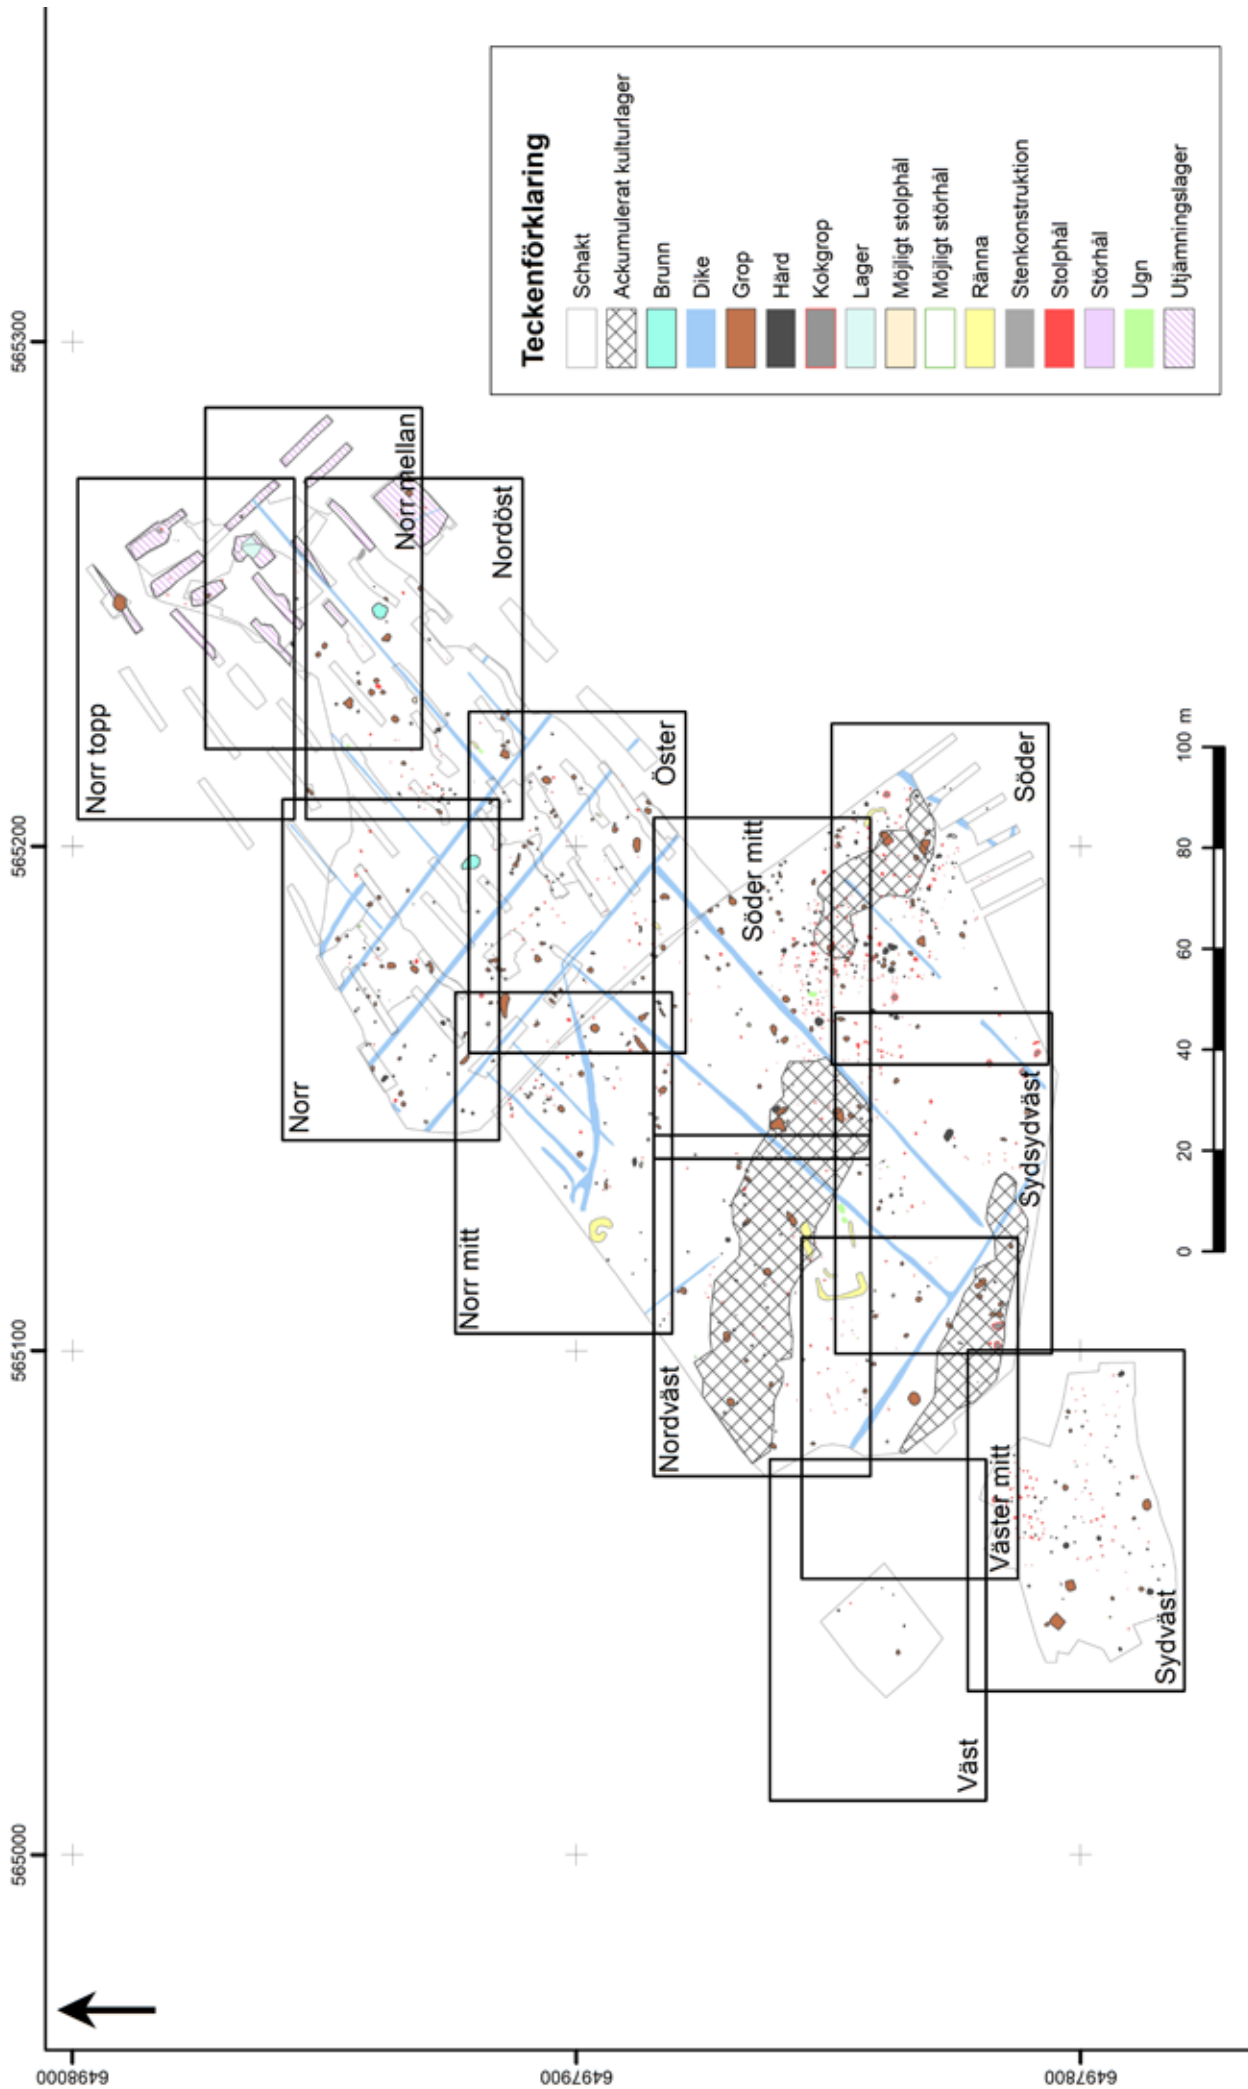 565000
565100
565200
565300
6498000
6497900
6497800
Norr topp
Norr mellan
Nordöst
Norr
Öster
Norr mitt
Söder mitt
Nordväst
Söder
Sydsydväst
Väster mitt
Väst
Sydväst
0 20 40 60 80 100 m
Teckenförklaring
Schakt
Ackumulerat kulturlager
Brunn
Dike
Grop
Härd
Kokgrop
Lager
Möjligt stolphål
Möjligt störhål
Ränna
Stenkonstruktion
Stolphål
Störhål
Ugn
Utjämningslager